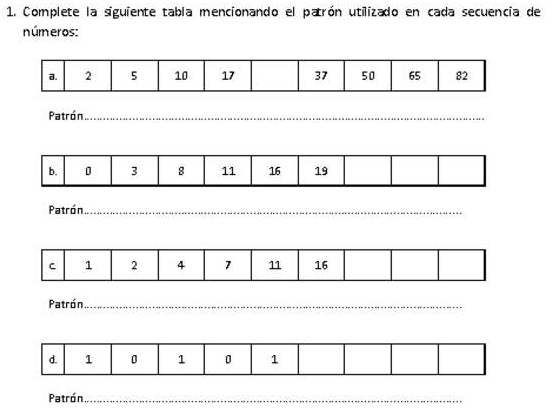 1. Complete la siguiente tabla mencionando el patrón utilizado en cada secuencia de
números:
a. 2 5 10 17 37 50 65 82
Patrón..............................................................................................................
b. 0 3 8 11 16 19
Patrón........................................................................................................
c. 1 2 4 7 11 16
Patrón........................................................................................................
d. 1 0 1 0 1
Patrón........................................................................................................